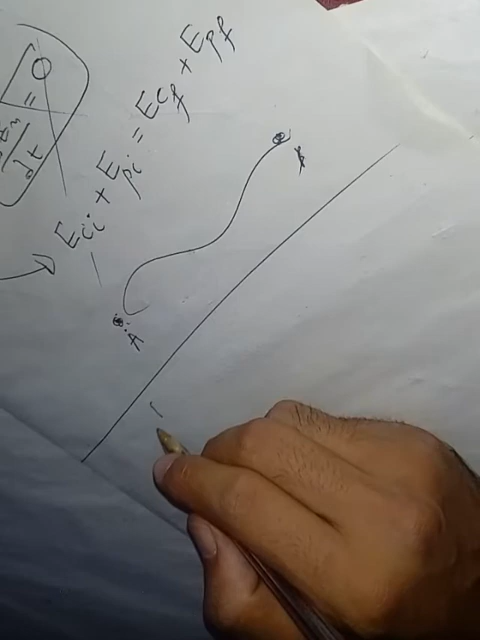 dEm/dt = 0
Eci + Epi = Ecf + Epf
A